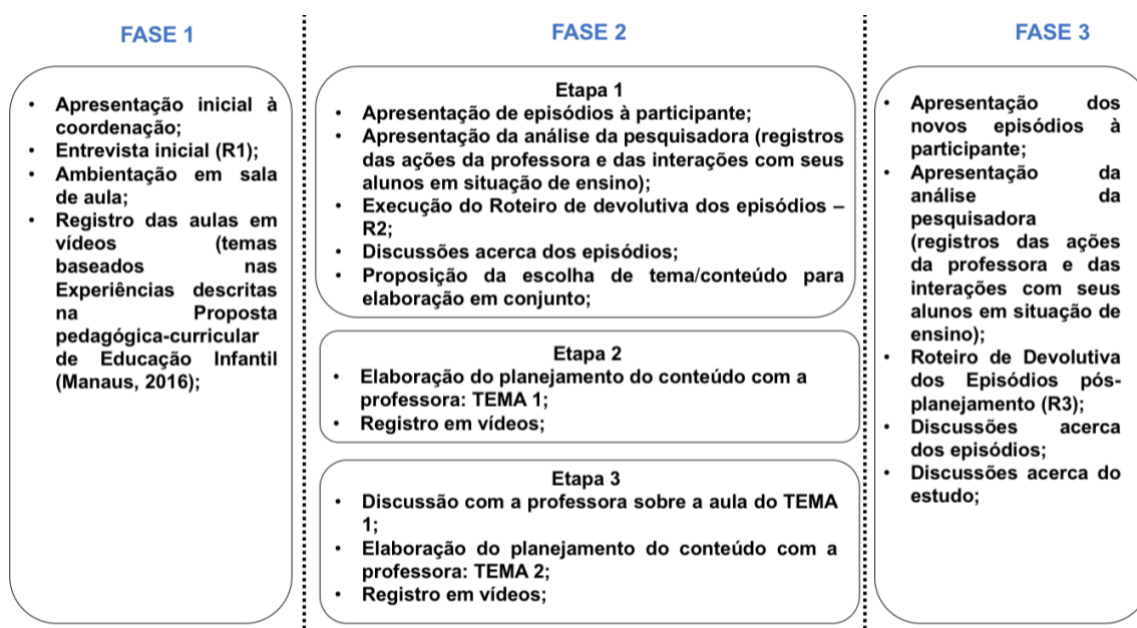 FASE 1
• Apresentação inicial à
coordenação;
• Entrevista inicial (R1);
• Ambientação em sala
de aula;
• Registro das aulas em
vídeos (temas
baseados nas
Experiências descritas
na Proposta
pedagógica-curricular
de Educação Infantil
(Manaus, 2016);
FASE 2
Etapa 1
• Apresentação de episódios à participante;
• Apresentação da análise da pesquisadora (registros
das ações da professora e das interações com seus
alunos em situação de ensino);
• Execução do Roteiro de devolutiva dos episódios –
R2;
• Discussões acerca dos episódios;
• Proposição da escolha de tema/conteúdo para
elaboração em conjunto;
Etapa 2
• Elaboração do planejamento do conteúdo com a
professora: TEMA 1;
• Registro em vídeos;
Etapa 3
• Discussão com a professora sobre a aula do TEMA
1;
• Elaboração do planejamento do conteúdo com a
professora: TEMA 2;
• Registro em vídeos;
FASE 3
• Apresentação dos
novos episódios à
participante;
• Apresentação da
análise da
pesquisadora
(registros das ações
da professora e das
interações com seus
alunos em situação de
ensino);
• Roteiro de Devolutiva
dos Episódios pós-
planejamento (R3);
• Discussões acerca
dos episódios;
• Discussões acerca do
estudo;